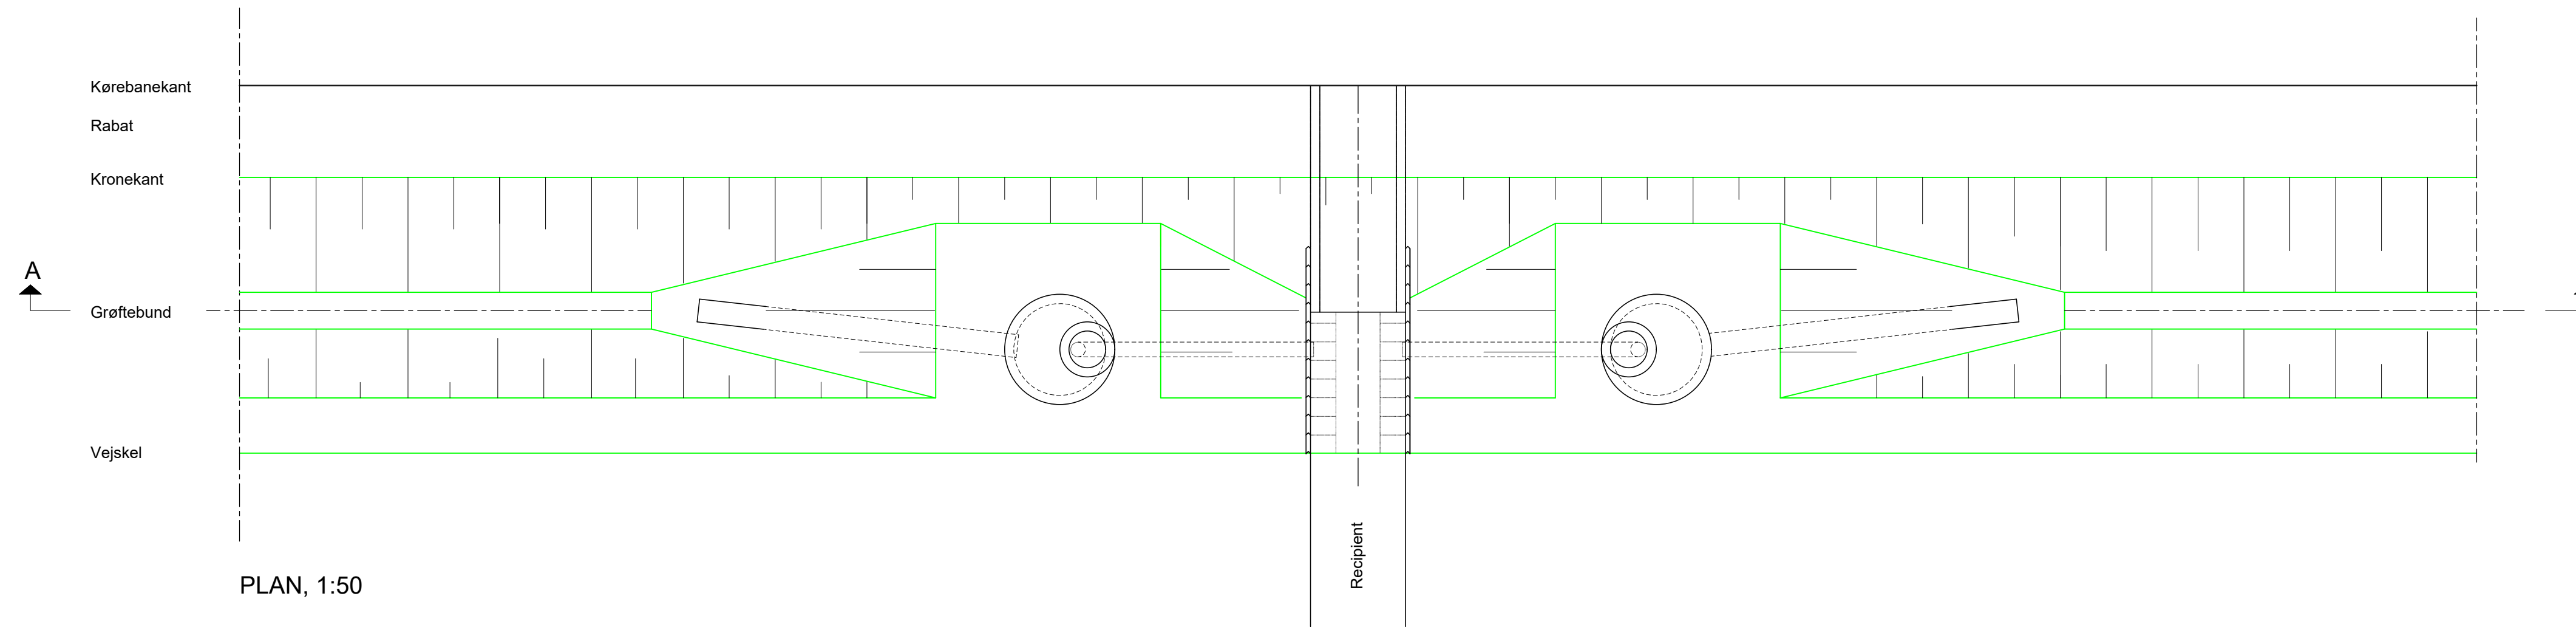 Kørebanekant
Rabat
Kronekant
A
Grøftebund
Vejskel
Recipient
PLAN, 1:50